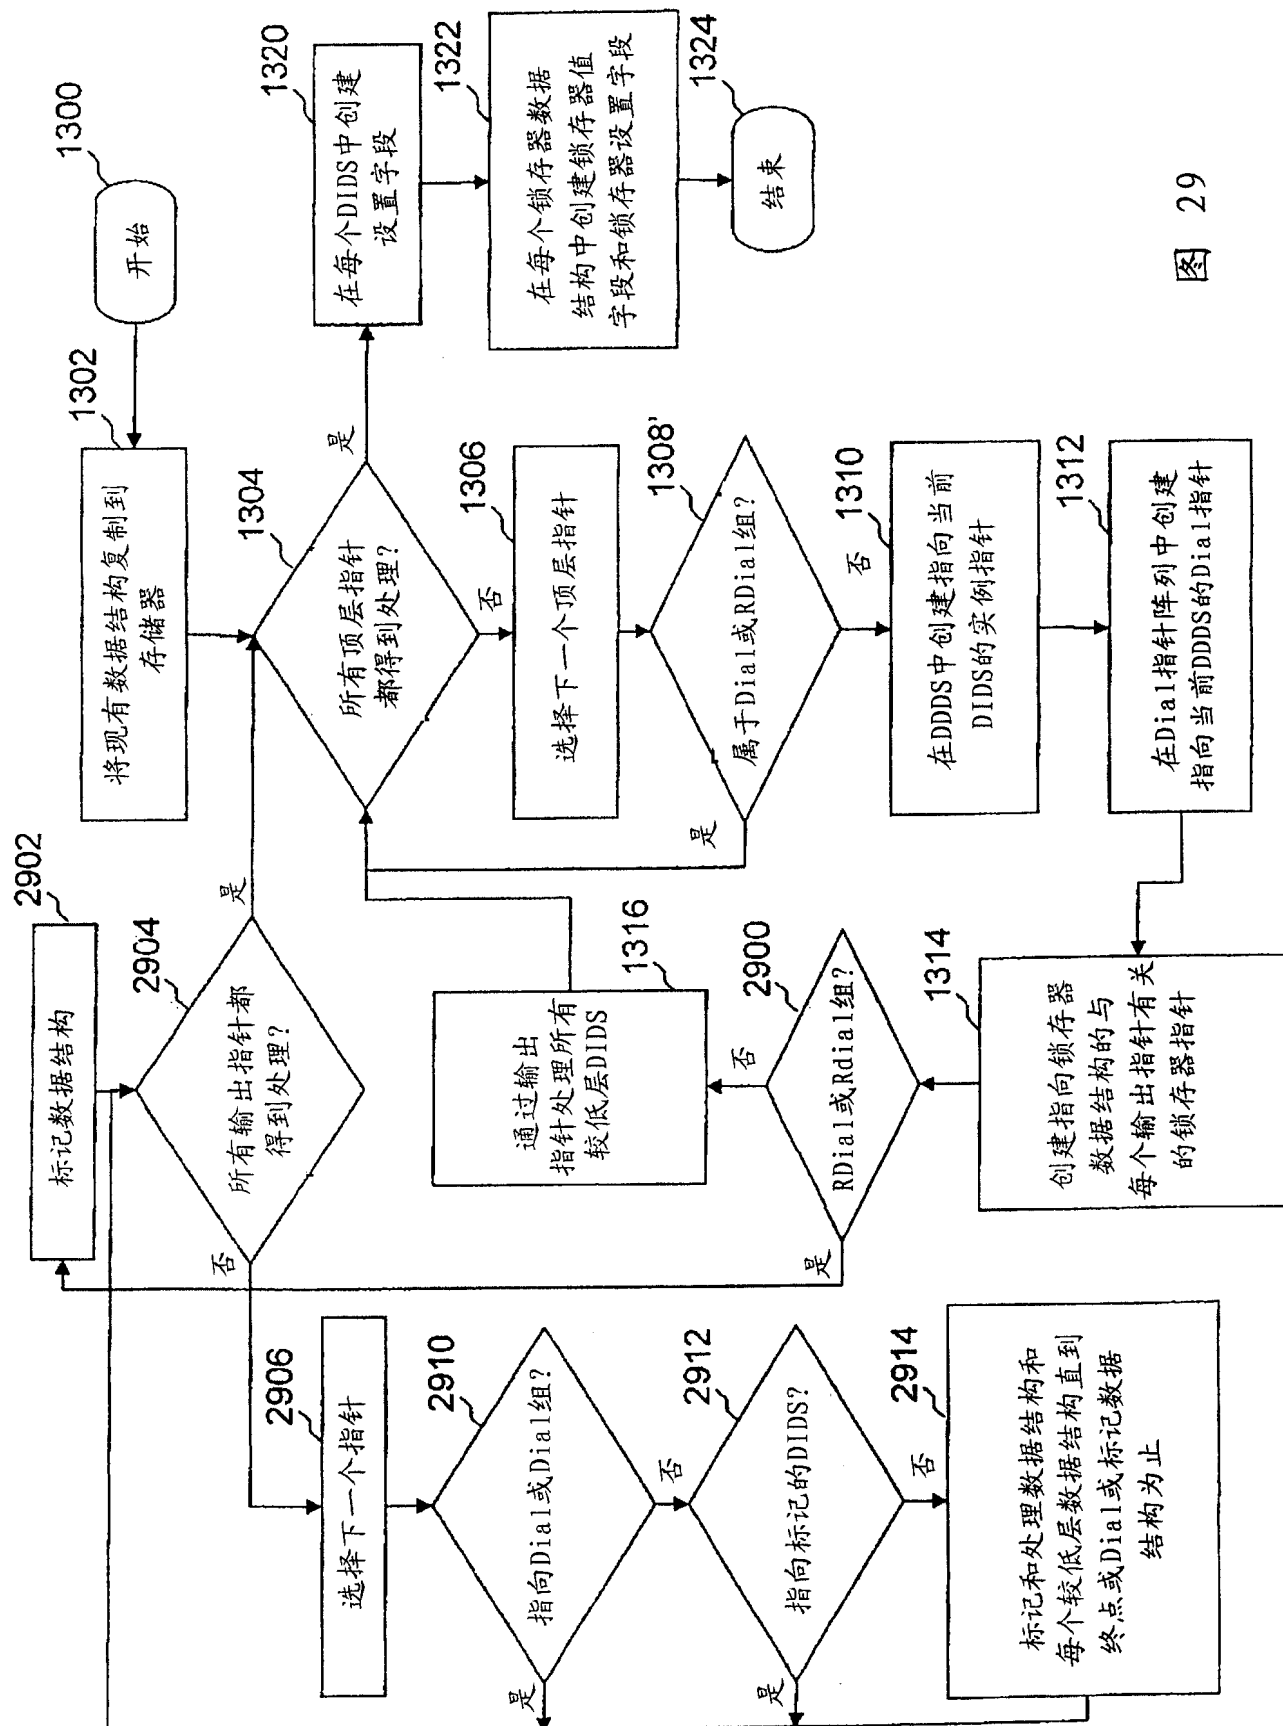 1300
开始
1302
将现有数据结构复制到
存储器
1304
所有顶层指针
都得到处理?
是
否
1320
在每个DIDS中创建
设置字段
1322
在每个锁存器数据
结构中创建锁存器值
字段和锁存器设置字段
1324
结束
1306
选择下一个顶层指针
1308'
属于Dial或RDial组?
是
否
1310
在DDDS中创建指向当前
DIDS的实例指针
1312
在Dial指针阵列中创建
指向当前DDDS的Dial指针
1314
创建指向锁存器
数据结构的与
每个输出指针有关
的锁存器指针
2900
RDial或Rdial组?
否
是
1316
通过输出
指针处理所有
较低层DIDS
2902
标记数据结构
2904
所有输出指针都
得到处理?
是
否
2906
选择下一个指针
2910
指向Dial或Dial组?
是
否
2912
指向标记的DIDS?
是
否
2914
标记和处理数据结构和
每个较低层数据结构直到
终点或Dial或标记数据
结构为止
图 29